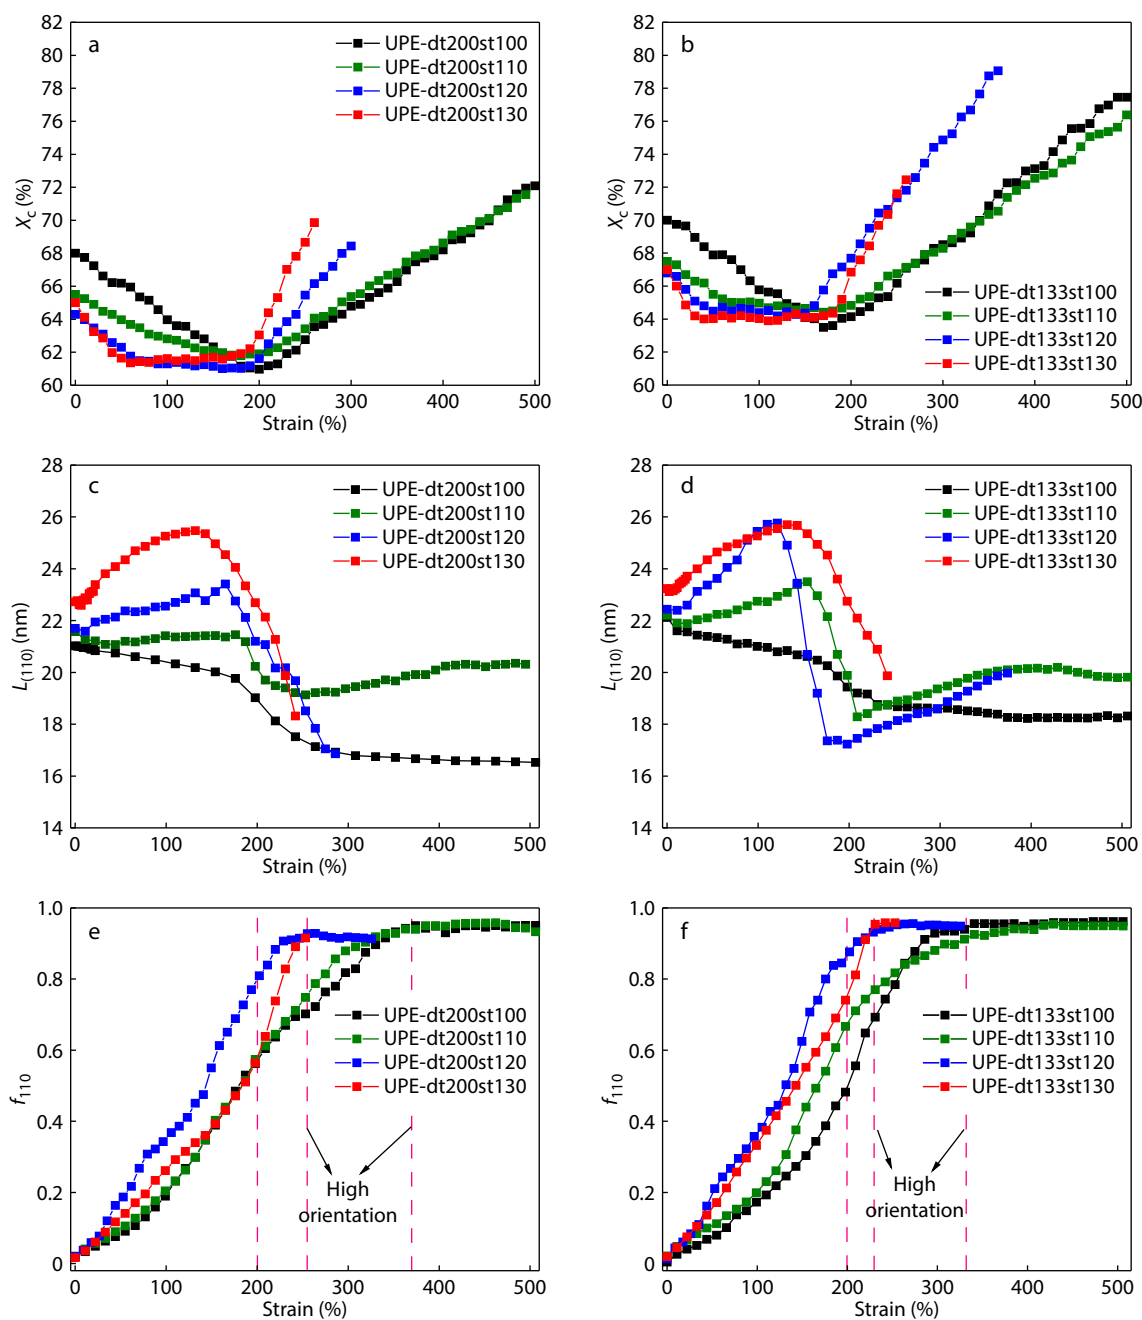 a
UPE-dt200st100
UPE-dt200st110
UPE-dt200st120
UPE-dt200st130
82
80
78
76
74
72
70
68
66
64
62
60
Xc (%)
0 100 200 300 400 500
Strain (%)
b
UPE-dt133st100
UPE-dt133st110
UPE-dt133st120
UPE-dt133st130
82
80
78
76
74
72
70
68
66
64
62
60
Xc (%)
0 100 200 300 400 500
Strain (%)
c
UPE-dt200st100
UPE-dt200st110
UPE-dt200st120
UPE-dt200st130
28
26
24
22
20
18
16
14
L(110) (nm)
0 100 200 300 400 500
Strain (%)
d
UPE-dt133st100
UPE-dt133st110
UPE-dt133st120
UPE-dt133st130
28
26
24
22
20
18
16
14
L(110) (nm)
0 100 200 300 400 500
Strain (%)
e
UPE-dt200st100
UPE-dt200st110
UPE-dt200st120
UPE-dt200st130
High
orientation
1.0
0.8
0.6
0.4
0.2
0
f110
0 100 200 300 400 500
Strain (%)
f
UPE-dt133st100
UPE-dt133st110
UPE-dt133st120
UPE-dt133st130
High
orientation
1.0
0.8
0.6
0.4
0.2
0
f110
0 100 200 300 400 500
Strain (%)